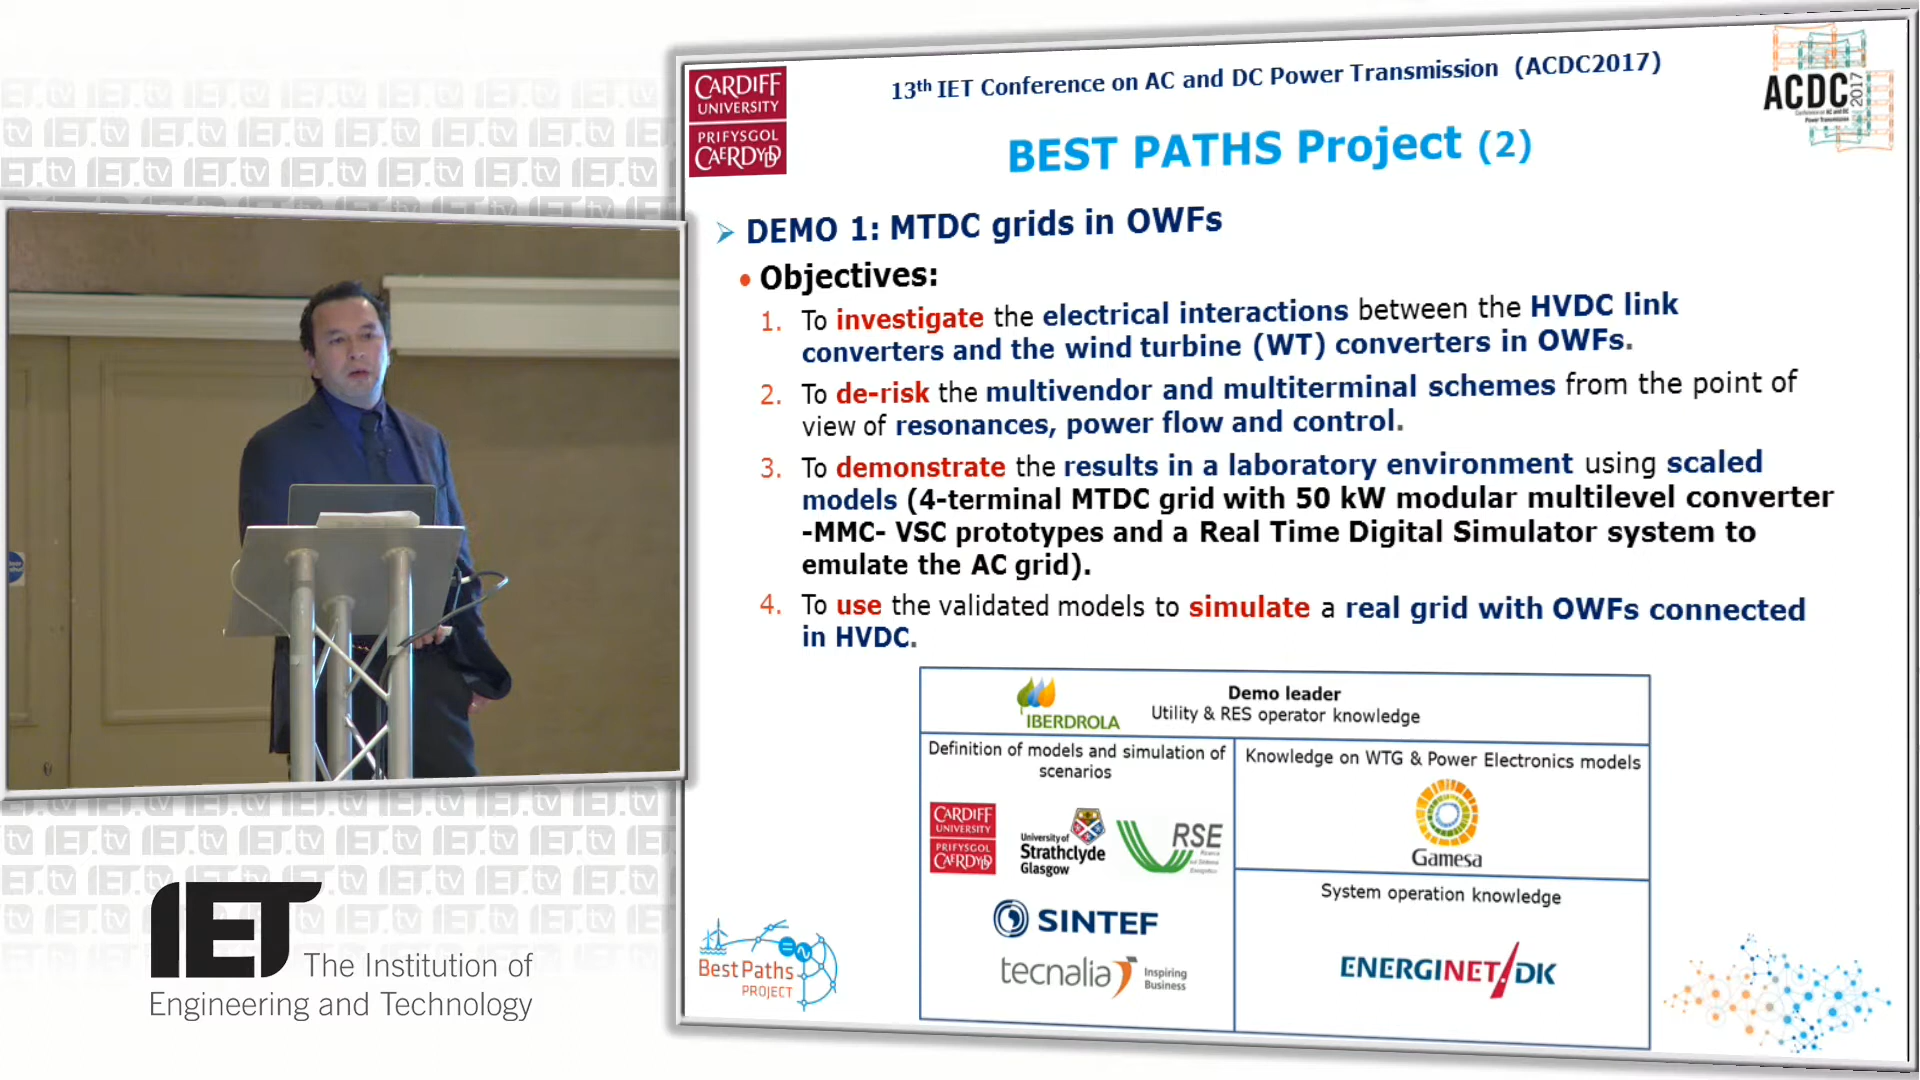 CARDIFF
UNIVERSITY
PRIFYSGOL
CAERDYDD
13th IET Conference on AC and DC Power Transmission (ACDC2017)
ACDC 2017
Conference on AC and DC
Power Transmission
BEST PATHS Project (2)
DEMO 1: MTDC grids in OWFs
• Objectives:
1. To investigate the electrical interactions between the HVDC link
converters and the wind turbine (WT) converters in OWFs.
2. To de-risk the multivendor and multiterminal schemes from the point of
view of resonances, power flow and control.
3. To demonstrate the results in a laboratory environment using scaled
models (4-terminal MTDC grid with 50 kW modular multilevel converter
-MMC- VSC prototypes and a Real Time Digital Simulator system to
emulate the AC grid).
4. To use the validated models to simulate a real grid with OWFs connected
in HVDC.
IBERDROLA
Demo leader
Utility & RES operator knowledge
Definition of models and simulation of
scenarios
CARDIFF
UNIVERSITY
PRIFYSGOL
CAERDYDD
University of
Strathclyde
Glasgow
RSE
SINTEF
tecnalia Inspiring
Business
Knowledge on WTG & Power Electronics models
Gamesa
System operation knowledge
ENERGINET/DK
Best Paths
PROJECT
IET
The Institution of
Engineering and Technology
IET.tv